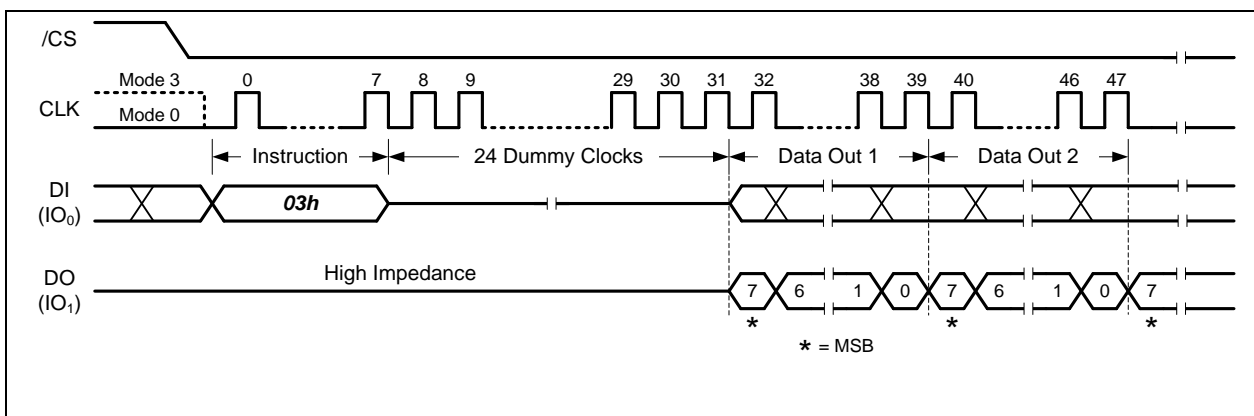 /CS
Mode 3 0 7 8 9 29 30 31 32 38 39 40 46 47
CLK
Mode 0
Instruction 24 Dummy Clocks Data Out 1 Data Out 2
DI
(IO₀)
03h
High Impedance
DO
(IO₁)
7 6 1 0 7 6 1 0 7
* * *
* = MSB